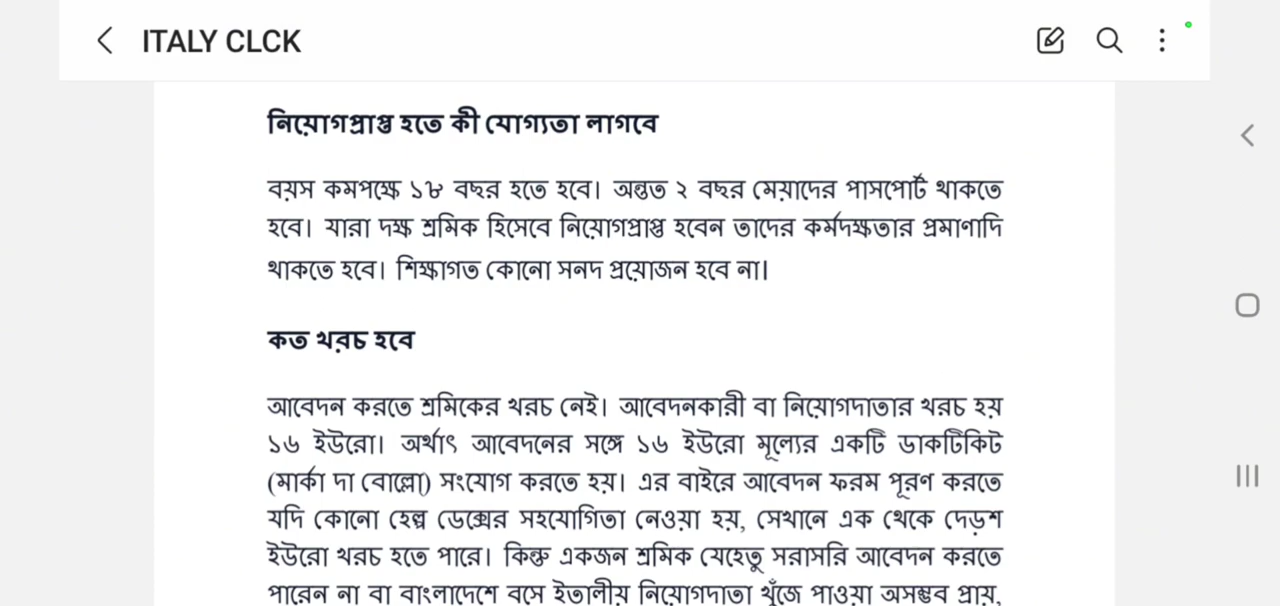 ITALY CLCK
নিয়োগপ্রাপ্ত হতে কী যোগ্যতা লাগবে
বয়স কমপক্ষে ১৮ বছর হতে হবে। অন্তত ২ বছর মেয়াদের পাসপোর্ট থাকতে
হবে। যারা দক্ষ শ্রমিক হিসেবে নিয়োগপ্রাপ্ত হবেন তাদের কর্মদক্ষতার প্রমাণাদি
থাকতে হবে। শিক্ষাগত কোনো সনদ প্রয়োজন হবে না।
কত খরচ হবে
আবেদন করতে শ্রমিকের খরচ নেই। আবেদনকারী বা নিয়োগদাতার খরচ হয়
১৬ ইউরো। অর্থাৎ আবেদনের সঙ্গে ১৬ ইউরো মূল্যের একটি ডাকটিকিট
(মার্কা দা বোল্লো) সংযোগ করতে হয়। এর বাইরে আবেদন ফরম পূরণ করতে
যদি কোনো হেল্প ডেক্সের সহযোগিতা নেওয়া হয়, সেখানে এক থেকে দেড়শ
ইউরো খরচ হতে পারে। কিন্তু একজন শ্রমিক যেহেতু সরাসরি আবেদন করতে
পারেন না বা বাংলাদেশে বসে ইতালীয় নিয়োগদাতা খুঁজে পাওয়া অসম্ভব প্রায়,